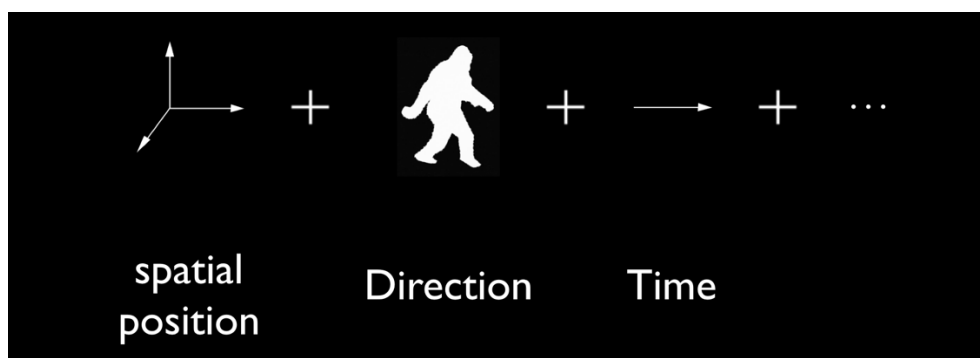 + + + ...
spatial
position
Direction
Time